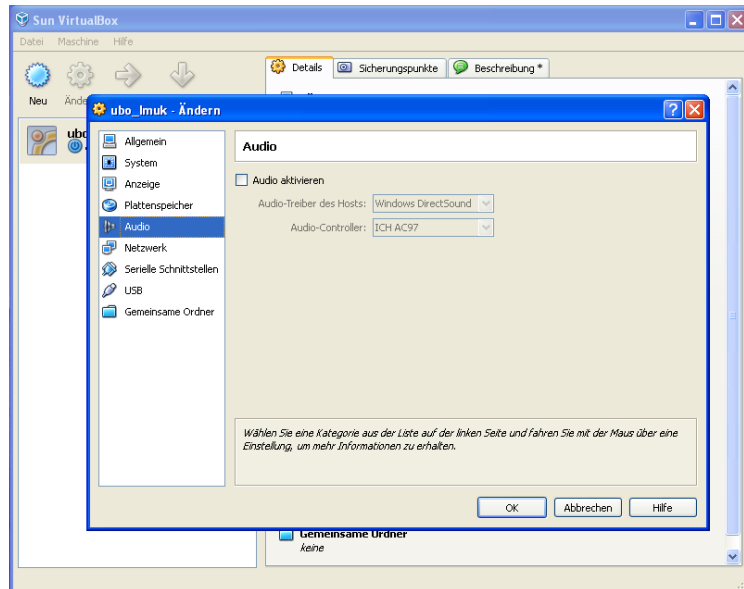 Sun VirtualBox
Datei Maschine Hilfe
Details Sicherungspunkte Beschreibung *
Neu
ubo_lmuk - Ändern
Allgemein
System
Anzeige
Plattenspeicher
Audio
Netzwerk
Serielle Schnittstellen
USB
Gemeinsame Ordner
Audio
Audio aktivieren
Audio-Treiber des Hosts: Windows DirectSound
Audio-Controller: ICH AC97
Wählen Sie eine Kategorie aus der Liste auf der linken Seite und fahren Sie mit der Maus über eine
Einstellung, um mehr Informationen zu erhalten.
OK Abbrechen Hilfe
Gemeinsame Ordner
keine